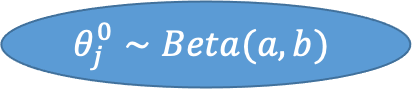 θ_j^0 ~ Beta(a, b)